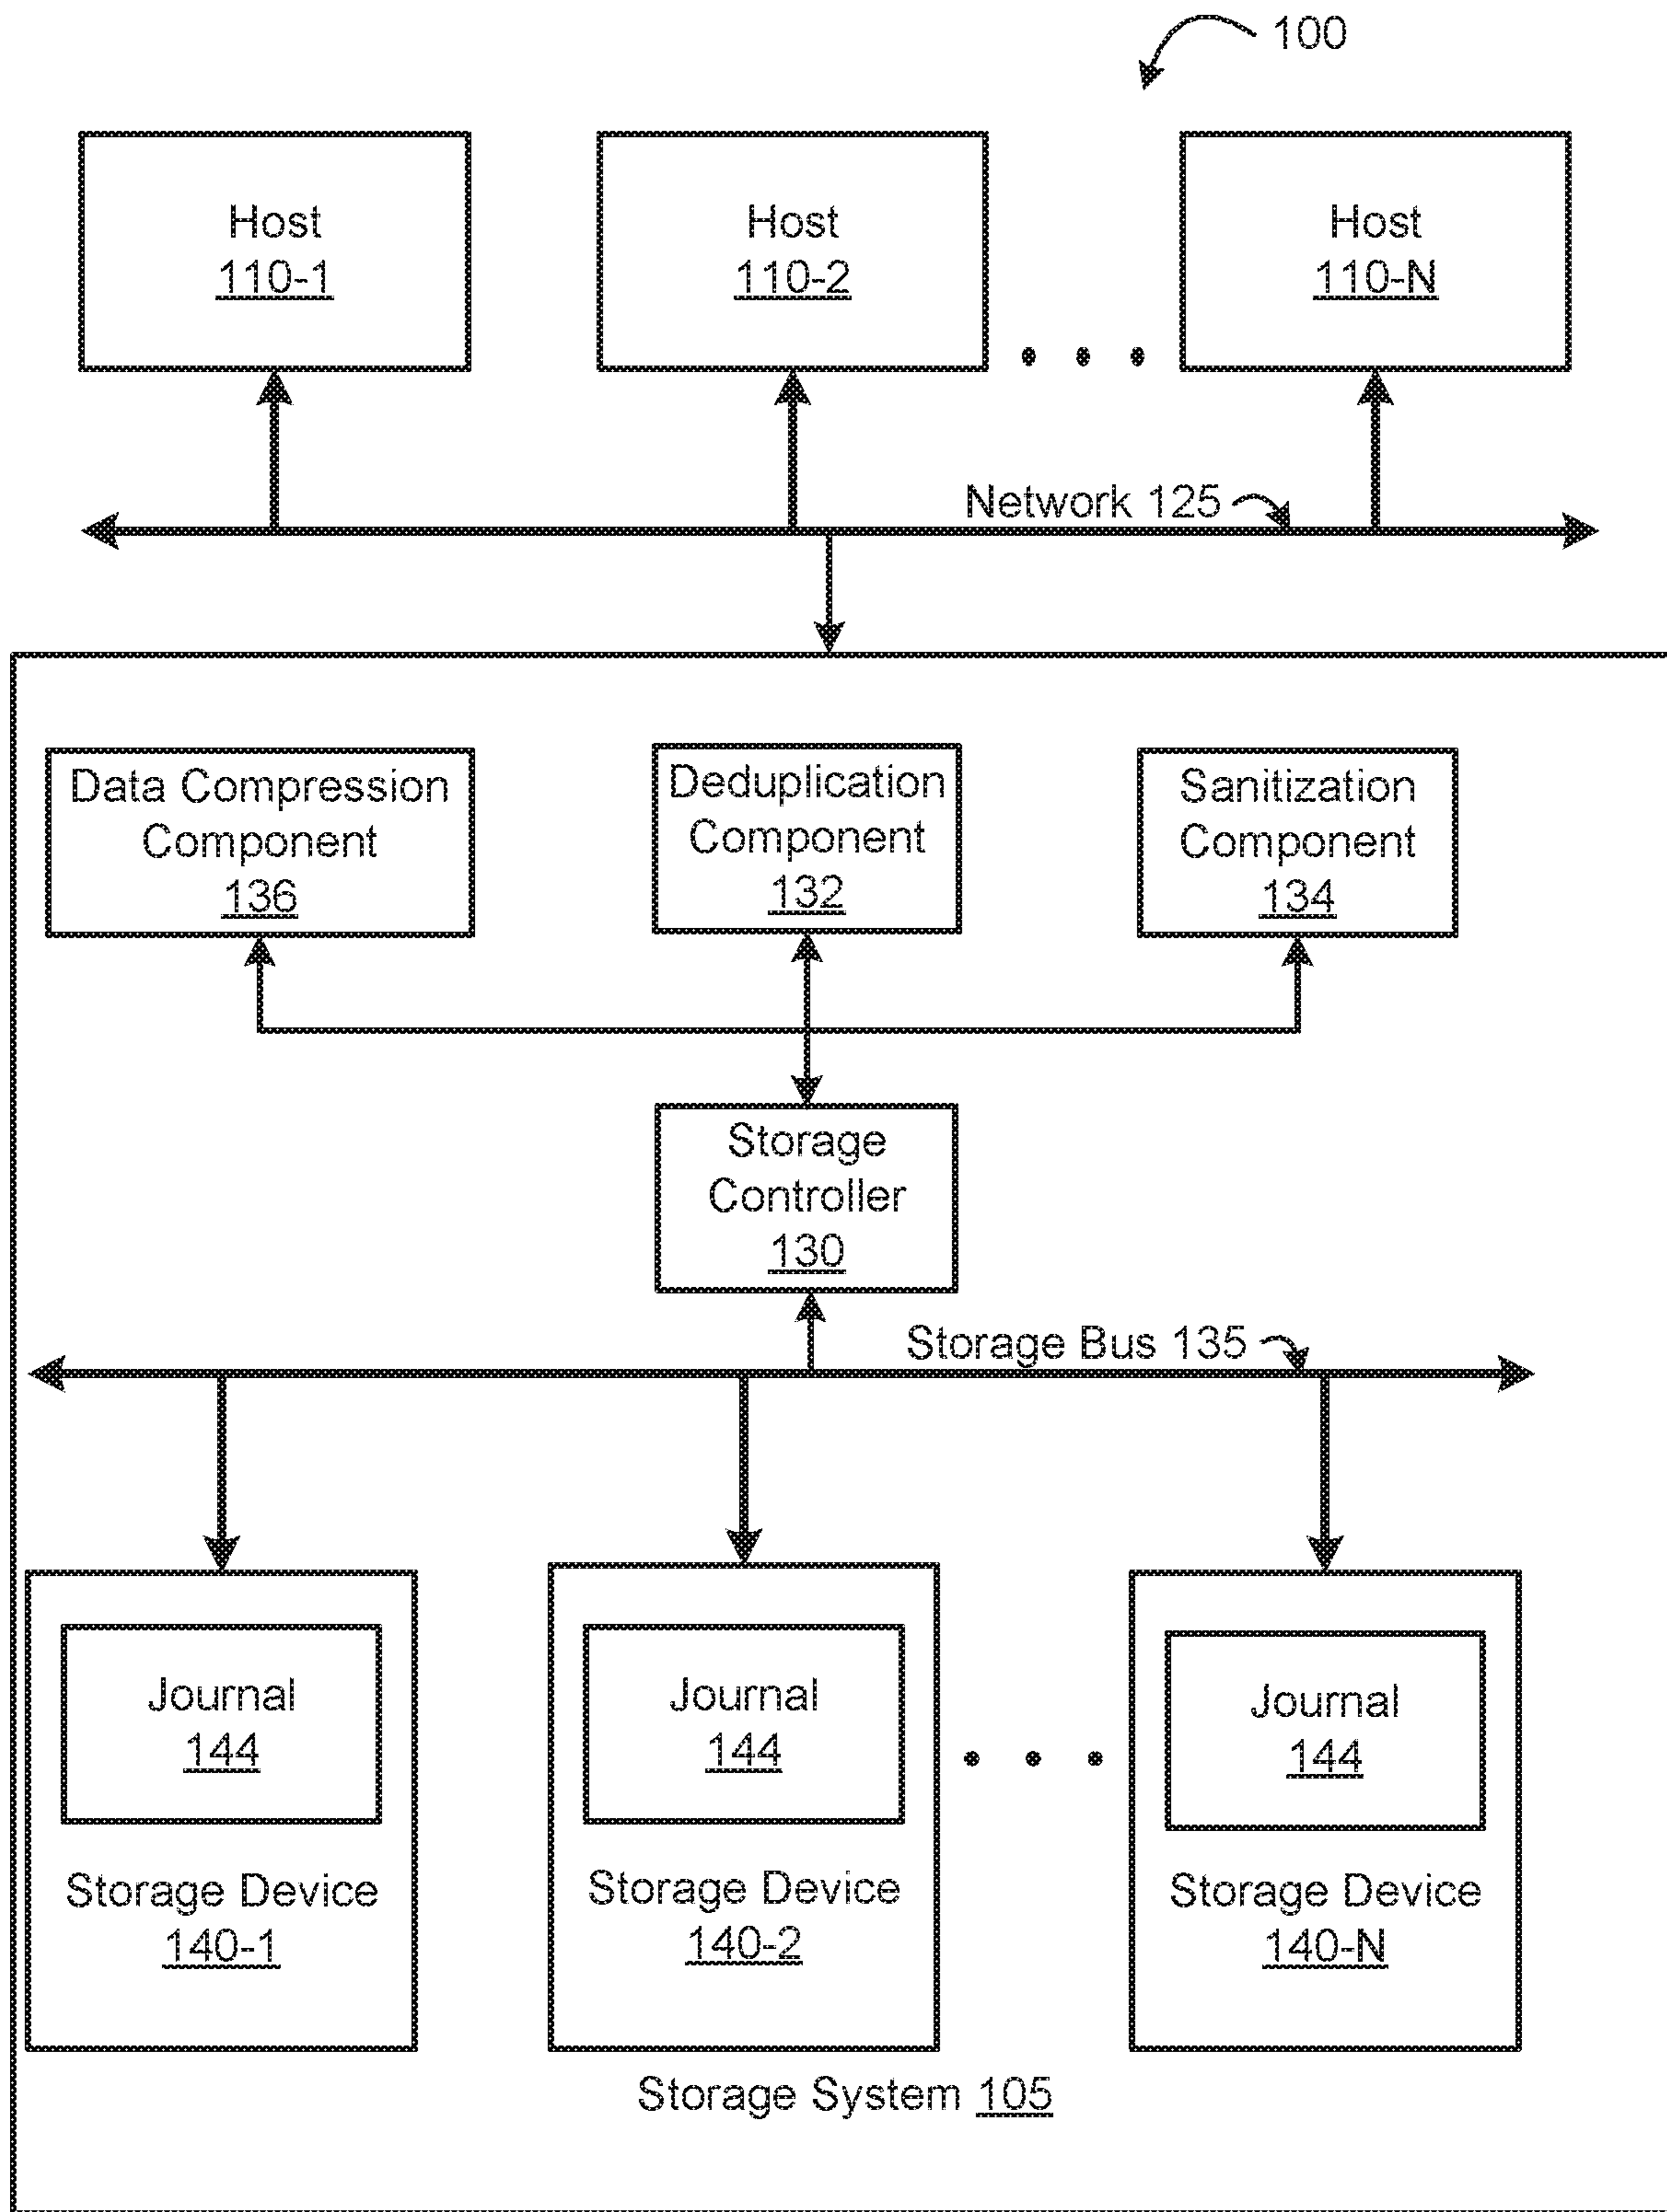 100
Host
110-1
Host
110-2
Host
110-N
Network 125
Data Compression
Component
136
Deduplication
Component
132
Sanitization
Component
134
Storage
Controller
130
Storage Bus 135
Journal
144
Storage Device
140-1
Journal
144
Storage Device
140-2
Journal
144
Storage Device
140-N
Storage System 105